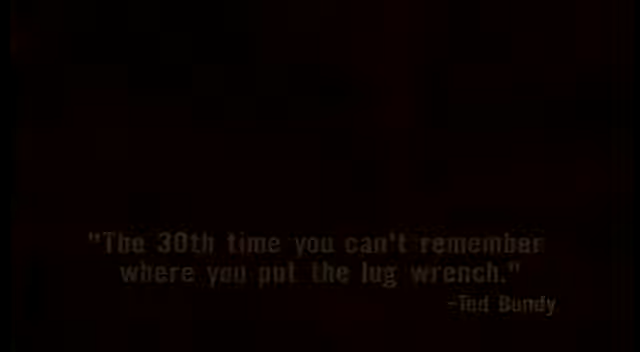 "The 30th time you can't remember
where you put the lug wrench."
-Ted Bundy